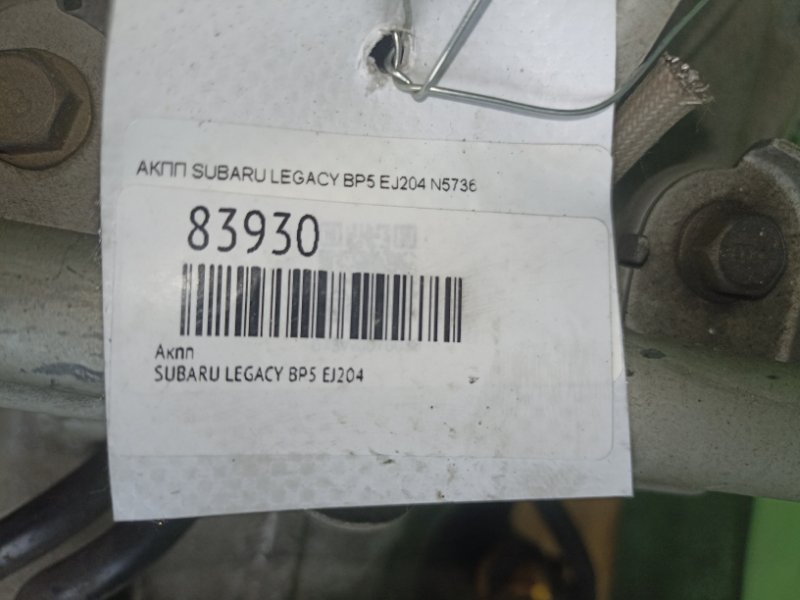 АКПП SUBARU LEGACY BP5 EJ204 N5736
83930
Акпп
SUBARU LEGACY BP5 EJ204